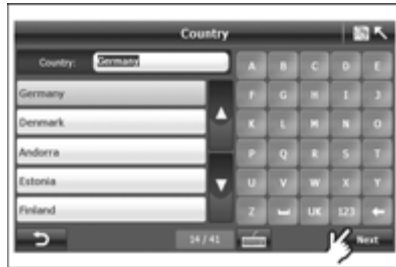 Country
Country: Germany
A B C D E
Germany
F G H I J
Denmark
K L M N O
Andorra
P Q R S T
Estonia
U V W X Y
Finland
Z UK 123
14 / 41
Next